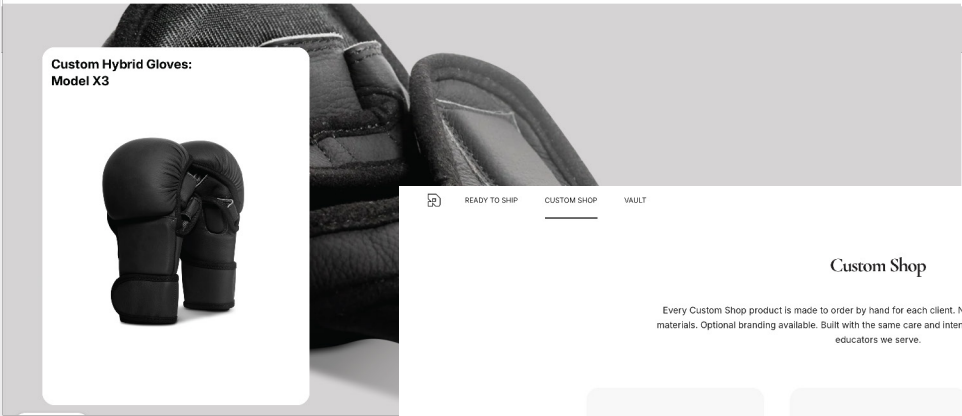 Custom Hybrid Gloves:
Model X3
READY TO SHIP
CUSTOM SHOP
VAULT
Custom Shop
Every Custom Shop product is made to order by hand for each client.
materials. Optional branding available. Built with the same care and
educators we serve.